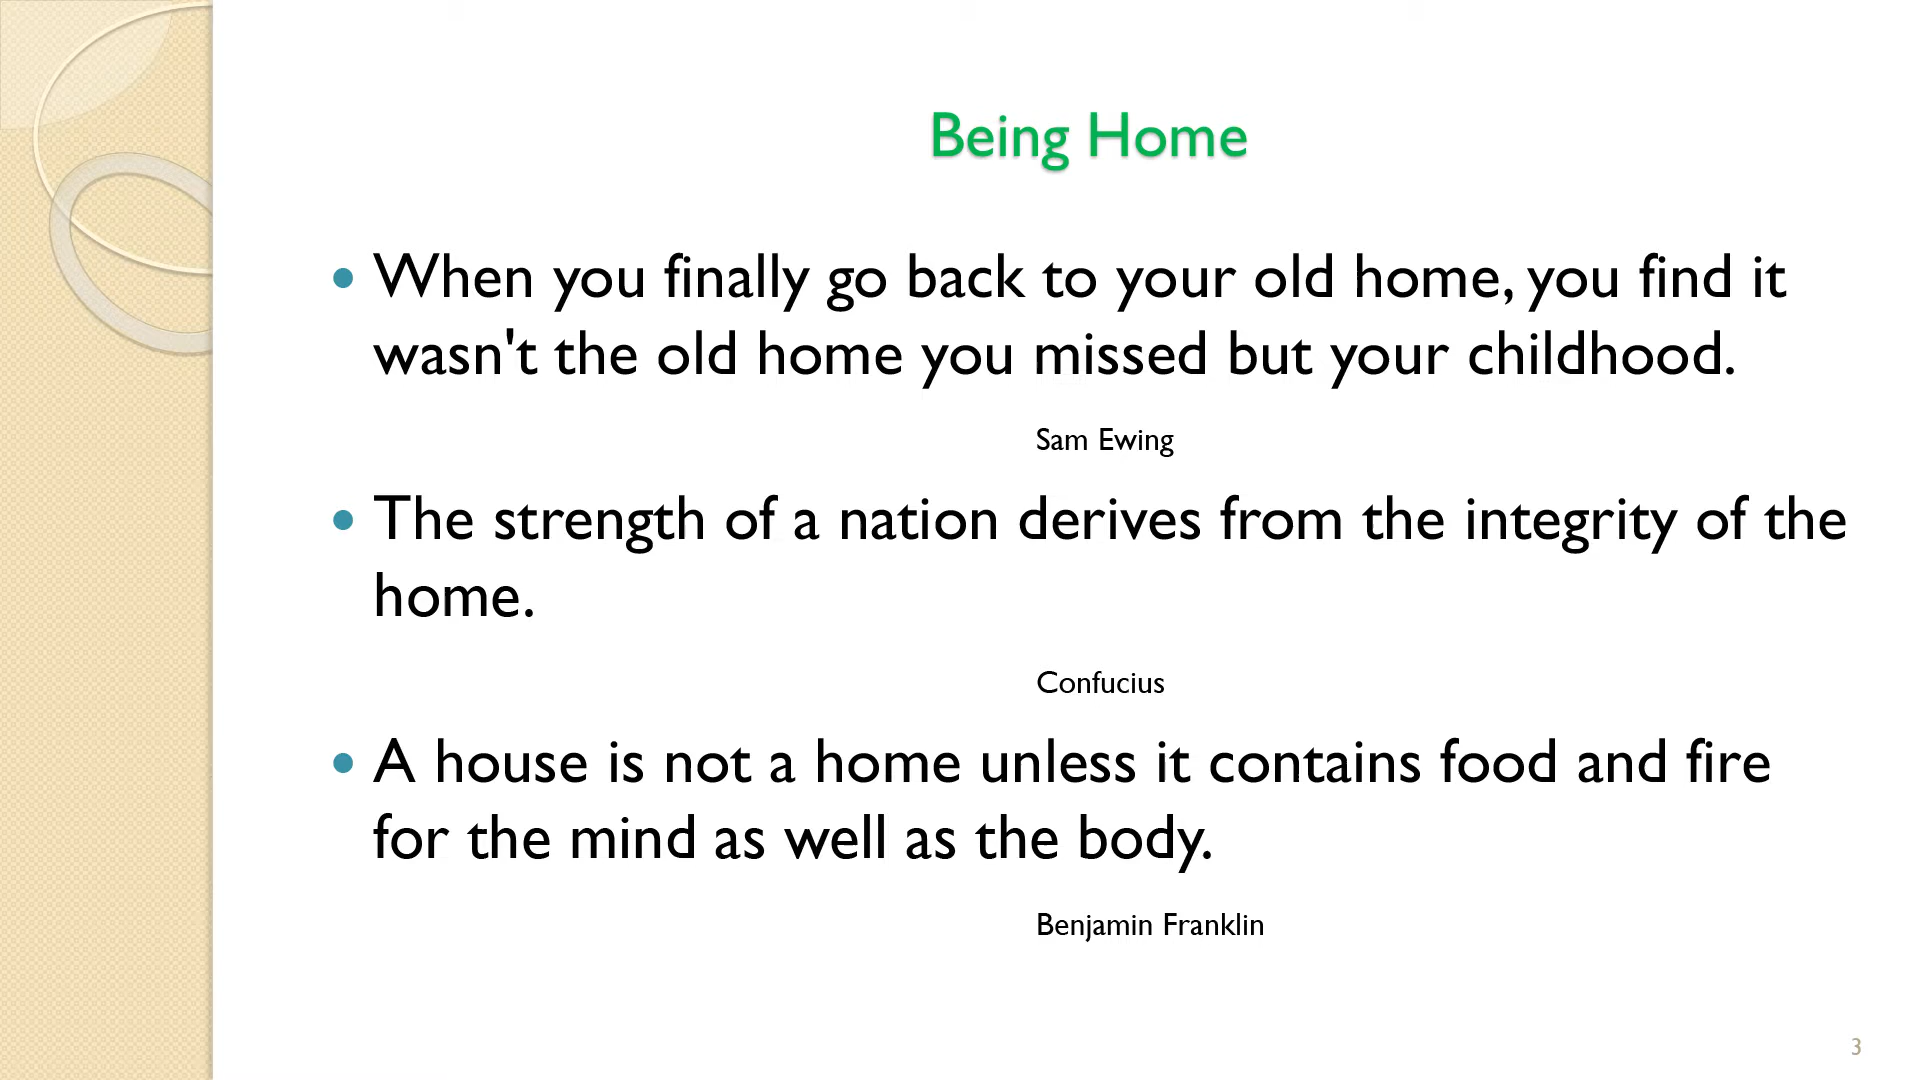 Being Home
• When you finally go back to your old home, you find it
wasn't the old home you missed but your childhood.
Sam Ewing
• The strength of a nation derives from the integrity of the
home.
Confucius
• A house is not a home unless it contains food and fire
for the mind as well as the body.
Benjamin Franklin
3